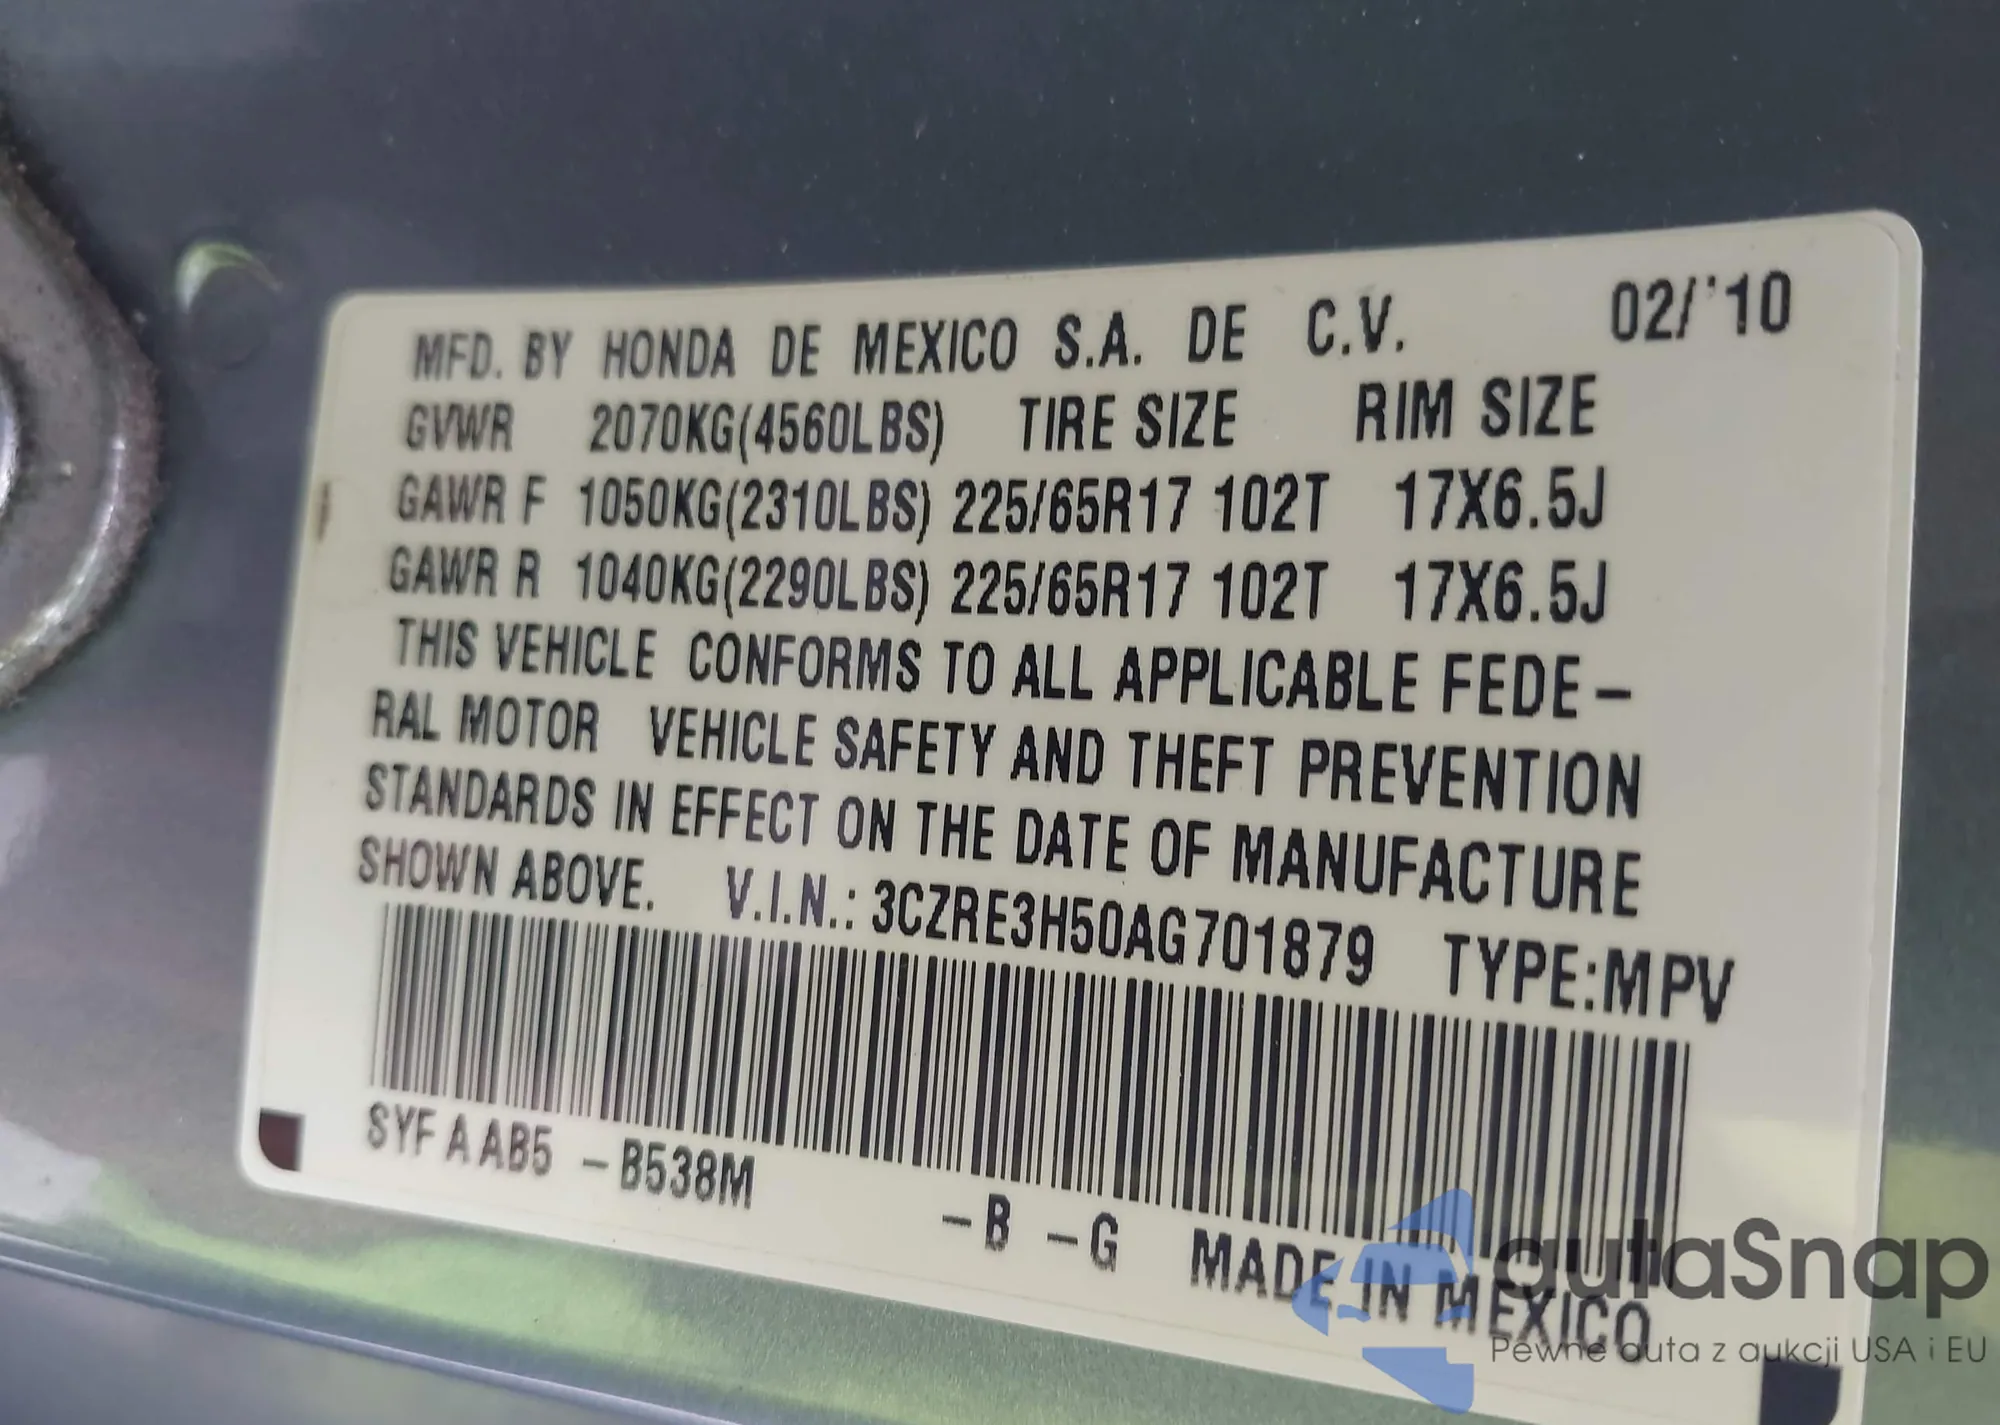 MFD. BY HONDA DE MEXICO S.A. DE C.V. 02/'10
GVWR 2070KG(4560LBS) TIRE SIZE RIM SIZE
GAWR F 1050KG(2310LBS) 225/65R17 102T 17X6.5J
GAWR R 1040KG(2290LBS) 225/65R17 102T 17X6.5J
THIS VEHICLE CONFORMS TO ALL APPLICABLE FEDE-
RAL MOTOR VEHICLE SAFETY AND THEFT PREVENTION
STANDARDS IN EFFECT ON THE DATE OF MANUFACTURE
SHOWN ABOVE. V.I.N.: 3CZRE3H50AG701879 TYPE:MPV
SYF A AB5 -B538M -B -G MADE IN MEXICO
autaSnap
Pewne auta z aukcji USA i EU